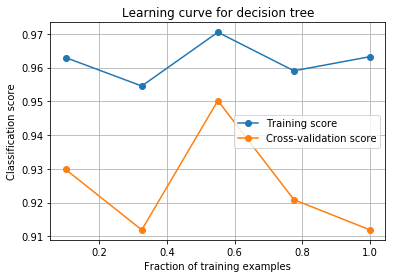 Learning curve for decision tree
0.97
0.96
0.95
0.94
0.93
0.92
0.91
Classification score
Training score
Cross-validation score
0.2 0.4 0.6 0.8 1.0
Fraction of training examples